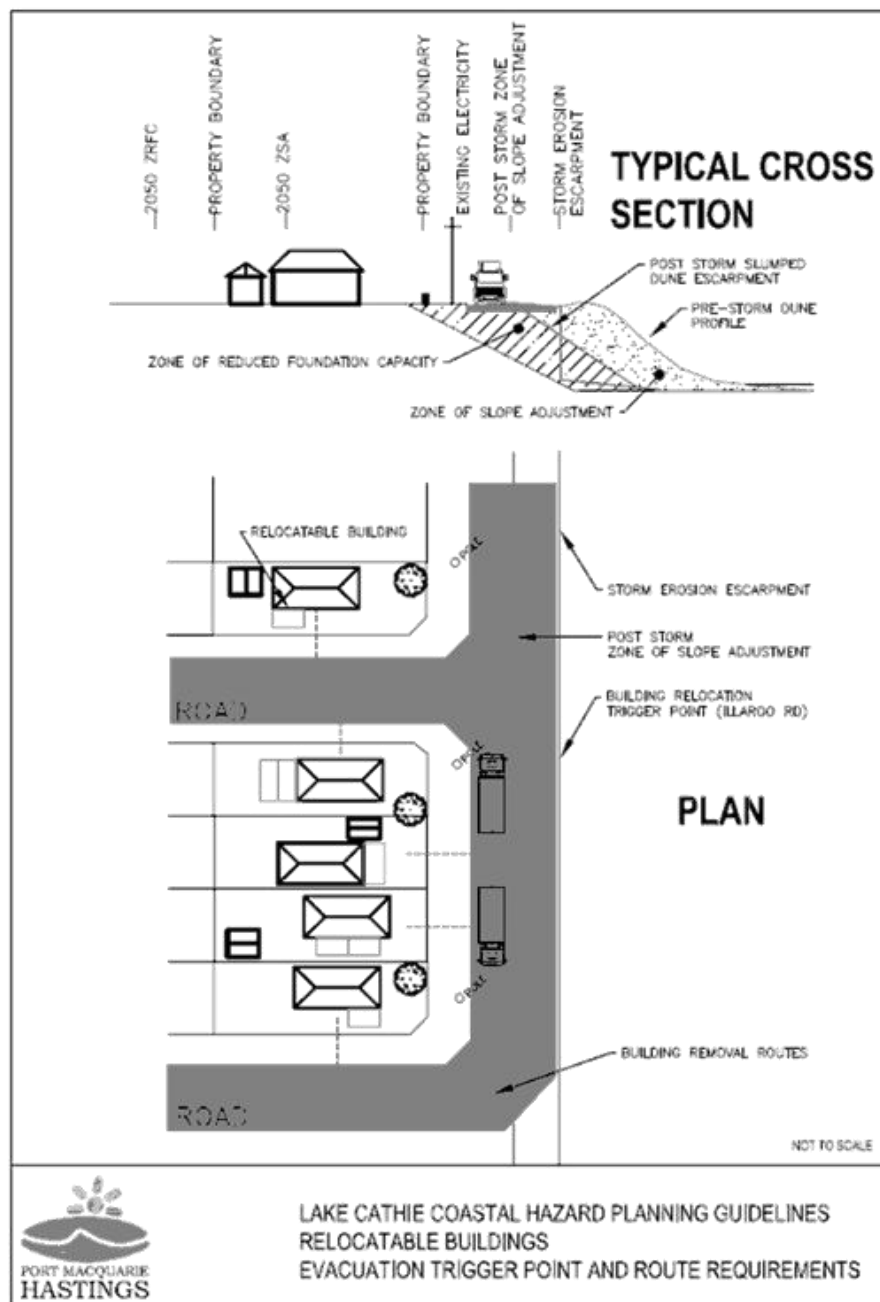 2050 ZRFC
PROPERTY BOUNDARY
2050 ZSA
PROPERTY BOUNDARY
EXISTING ELECTRICITY
POST STORM ZONE
OF SLOPE ADJUSTMENT
STORM EROSION
ESCARPMENT
TYPICAL CROSS
SECTION
POST STORM SLUMPED
DUNE ESCARPMENT
PRE-STORM DUNE
PROFILE
ZONE OF REDUCED FOUNDATION CAPACITY
ZONE OF SLOPE ADJUSTMENT
RELOCATABLE BUILDING
POLE
STORM EROSION ESCARPMENT
POST STORM
ZONE OF SLOPE ADJUSTMENT
ROAD
BUILDING RELOCATION
TRIGGER POINT (ILLAROO RD)
POLE
PLAN
POLE
BUILDING REMOVAL ROUTES
ROAD
NOT TO SCALE
PORT MACQUARIE
HASTINGS
LAKE CATHIE COASTAL HAZARD PLANNING GUIDELINES
RELOCATABLE BUILDINGS
EVACUATION TRIGGER POINT AND ROUTE REQUIREMENTS